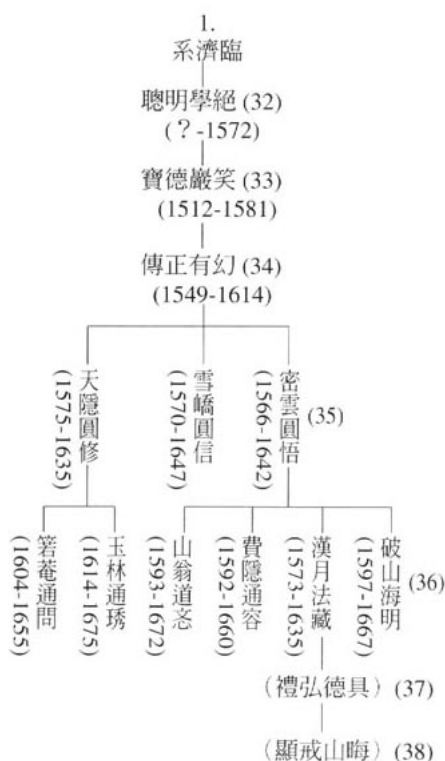 1.
系濟臨
聰明學絕 (32)
(？-1572)
寶德巖笑 (33)
(1512-1581)
傳正有幻 (34)
(1549-1614)
(35)
密雲圓悟
(1566-1642)
雪嶠圓信
(1570-1647)
天隱圓修
(1575-1635)
(36)
破山海明
(1597-1667)
漢月法藏
(1573-1635)
費隱通容
(1592-1660)
山翁道忞
(1593-1672)
玉林通琇
(1614-1675)
箬菴通問
(1604-1655)
(禮弘德具) (37)
(顯戒山晦) (38)